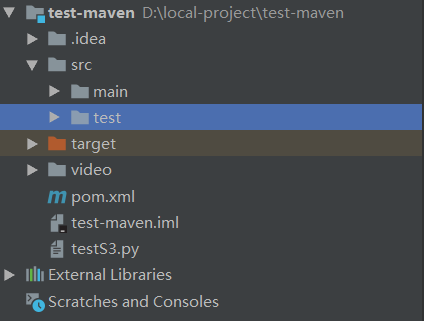 test-maven D:\local-project\test-maven
.idea
src
main
test
target
video
pom.xml
test-maven.iml
testS3.py
External Libraries
Scratches and Consoles